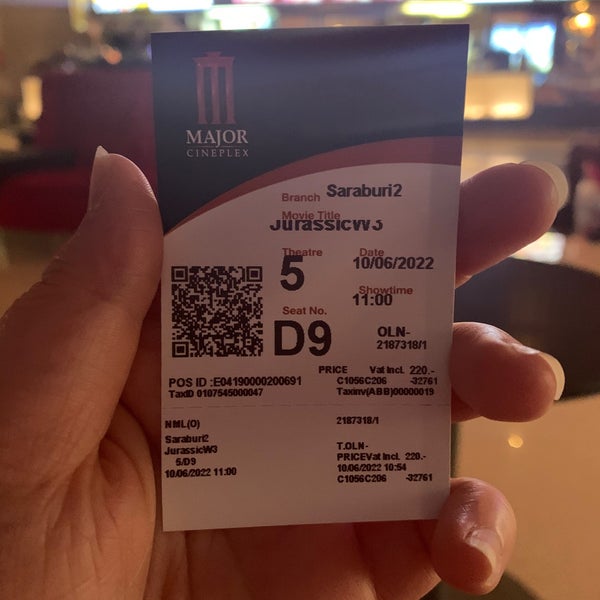 MAJOR
CINEPLEX
Branch Saraburi2
Movie Title
JurassicW3
Theatre Date
5 10/06/2022
Showtime
11:00
Seat No.
D9 OLN-
2187318/1
PRICE Vat Incl. 220.-
POS ID :E04190000200691 C1056C206 -32761
TaxID 0107545000047 Taxinv(ABB)00000019
NML(O) 2187318/1
Saraburi2
JurassicW3 T.OLN-
5/D9 PRICEVat Incl. 220.-
10/06/2022 11:00 10/06/2022 10:54
C1056C206 -32761